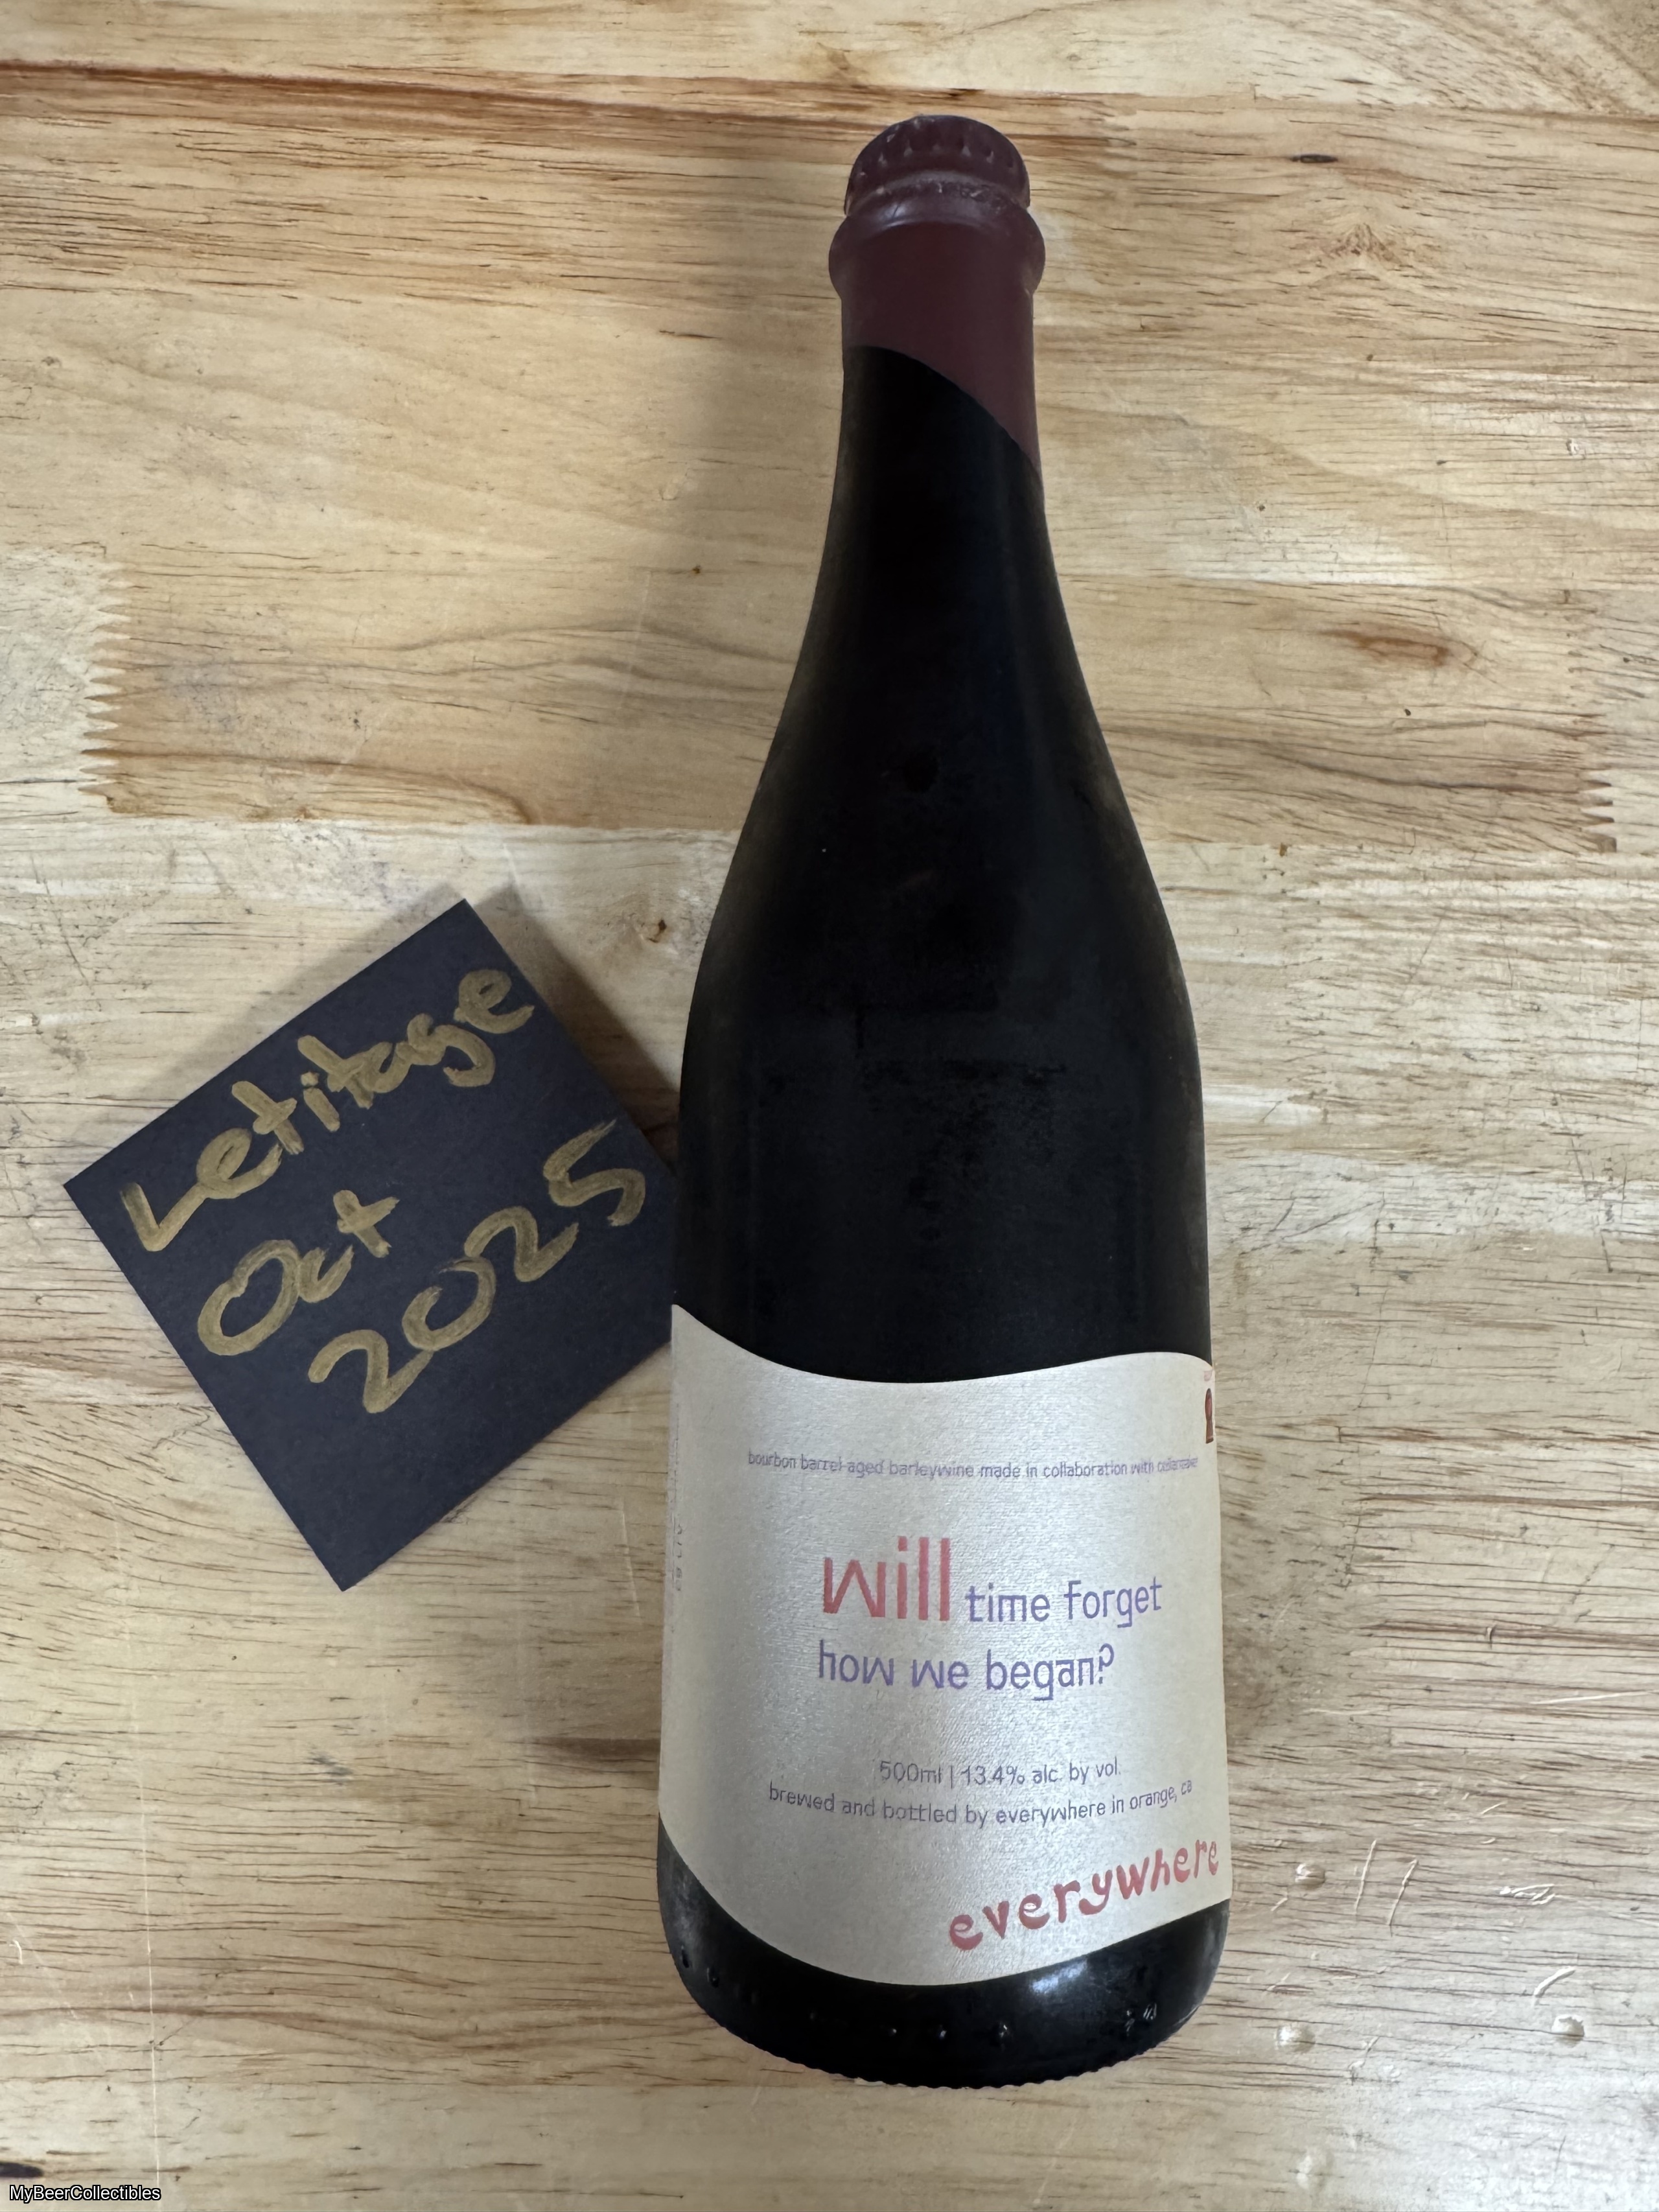 Letitage
Oct
2025
bourbon barrel-aged barleywine made in collaboration with cellarmaker
will time forget
how we began?
500ml | 13.4% alc. by vol.
brewed and bottled by everywhere in orange, ca
everywhere
MyBeerCollectibles